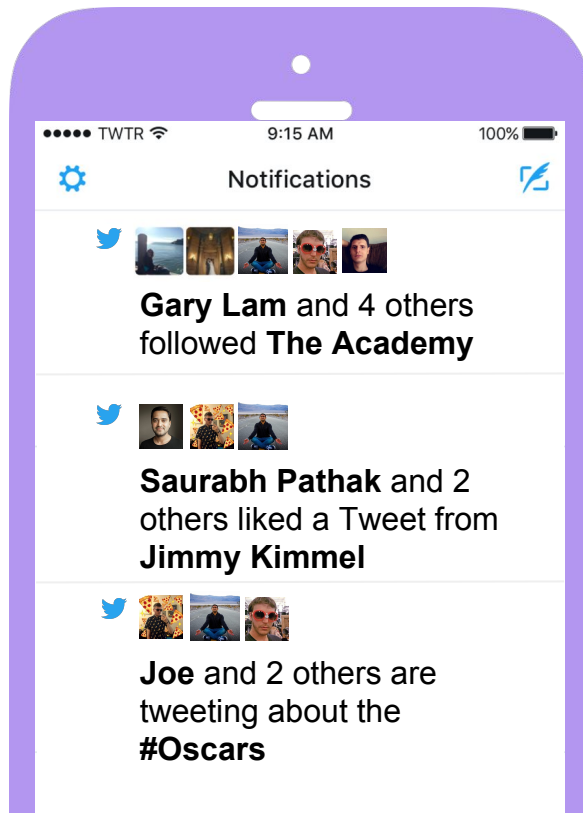 TWTR 9:15 AM 100%
Notifications
Gary Lam and 4 others
followed The Academy
Saurabh Pathak and 2
others liked a Tweet from
Jimmy Kimmel
Joe and 2 others are
tweeting about the
#Oscars